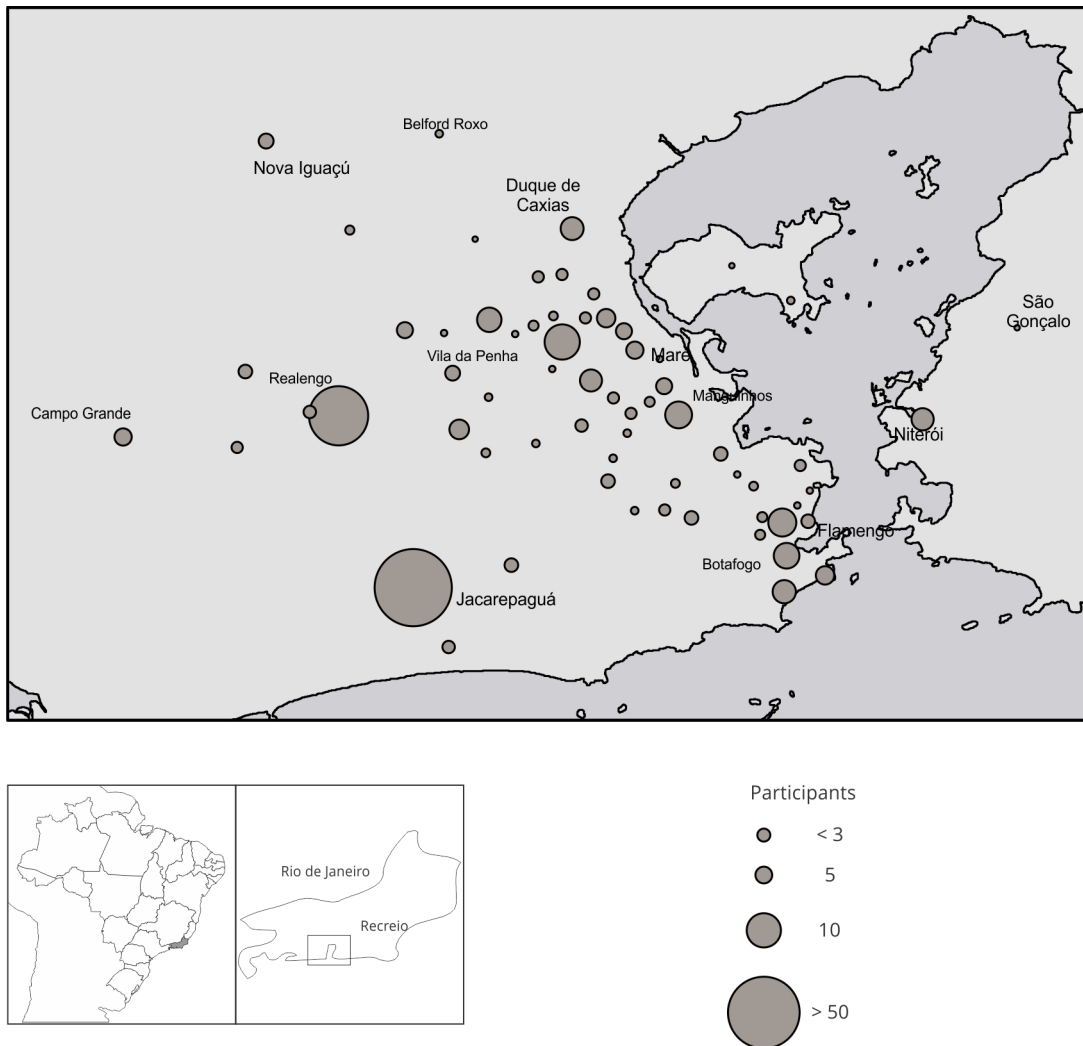 Belford Roxo
Nova Iguaçú
Duque de
Caxias
São
Gonçalo
Vila da Penha
Maré
Realengo
Manguinhos
Campo Grande
Niterói
Flamengo
Botafogo
Jacarepaguá
Participants
< 3
5
10
> 50
Rio de Janeiro
Recreio